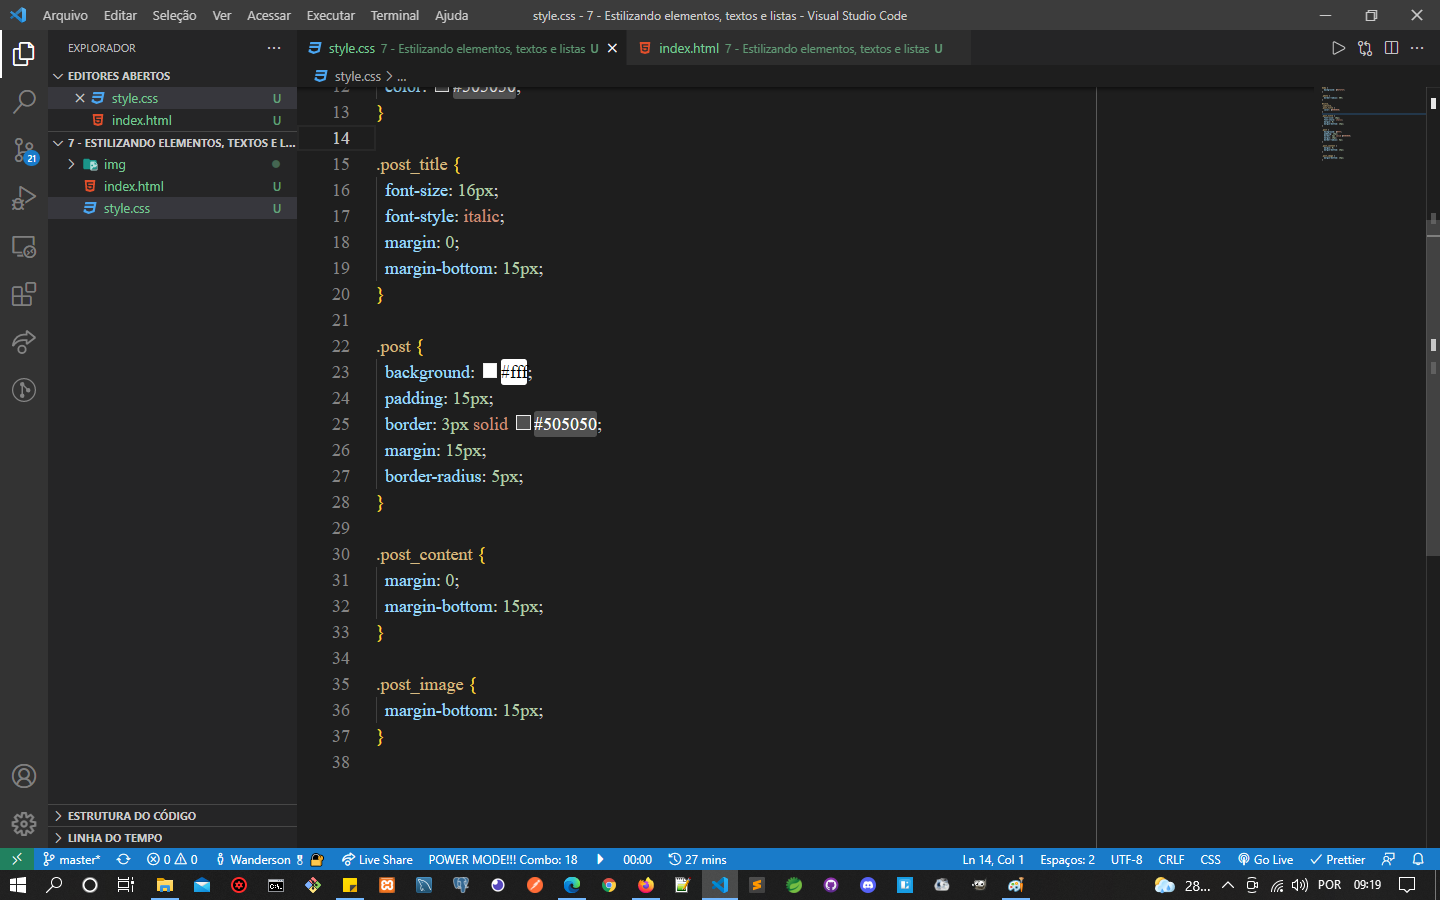 Arquivo Editar Seleção Ver Acessar Executar Terminal Ajuda
style.css - 7 - Estilizando elementos, textos e listas - Visual Studio Code
EXPLORADOR
EDITORES ABERTOS
style.css U
index.html U
7 - ESTILIZANDO ELEMENTOS, TEXTOS E L...
img
index.html U
style.css U
ESTRUTURA DO CÓDIGO
LINHA DO TEMPO
21
style.css 7 - Estilizando elementos, textos e listas U
index.html 7 - Estilizando elementos, textos e listas U
style.css > ...
12 color: #505050;
13 }
14
15 .post_title {
16 font-size: 16px;
17 font-style: italic;
18 margin: 0;
19 margin-bottom: 15px;
20 }
21
22 .post {
23 background: #fff;
24 padding: 15px;
25 border: 3px solid #505050;
26 margin: 15px;
27 border-radius: 5px;
28 }
29
30 .post_content {
31 margin: 0;
32 margin-bottom: 15px;
33 }
34
35 .post_image {
36 margin-bottom: 15px;
37 }
38
master* 0 0 Wanderson Live Share POWER MODE!!! Combo: 18 00:00 27 mins Ln 14, Col 1 Espaços: 2 UTF-8 CRLF CSS Go Live Prettier
28... POR 09:19